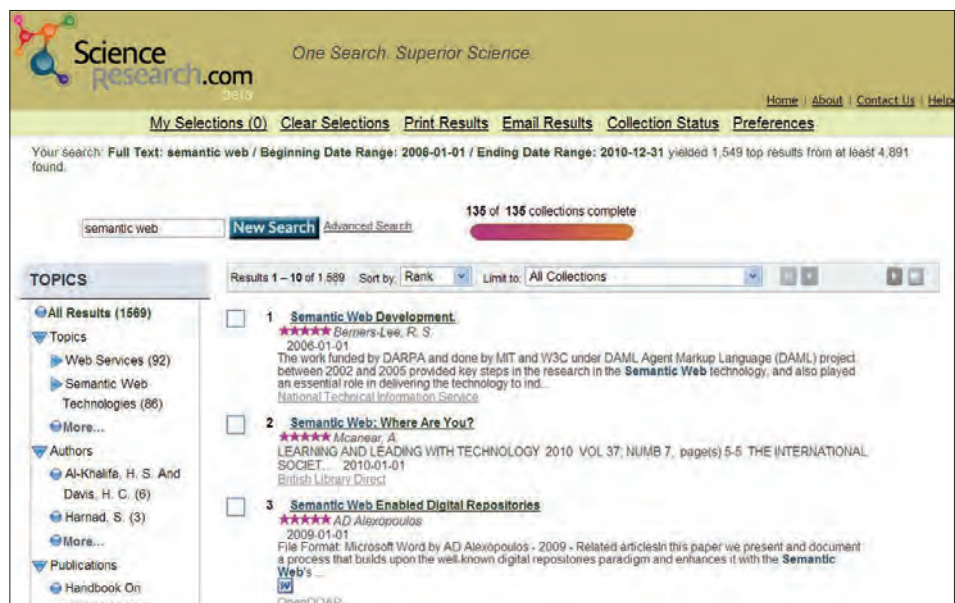 Science
Research.com
beta
One Search. Superior Science.
Home | About | Contact Us | Help
My Selections (0) Clear Selections Print Results Email Results Collection Status Preferences
Your search: Full Text: semantic web / Beginning Date Range: 2006-01-01 / Ending Date Range: 2010-12-31 yielded 1,549 top results from at least 4,891
found.
135 of 135 collections complete
semantic web New Search Advanced Search
TOPICS
Results 1 – 10 of 1,589 Sort by: Rank Limit to: All Collections
All Results (1569)
Topics
Web Services (92)
Semantic Web
Technologies (86)
More...
Authors
Al-Khalifa, H. S. And
Davis, H. C. (6)
Harnad, S. (3)
More...
Publications
Handbook On
1 Semantic Web Development.
Berners-Lee, R. S.
2006-01-01
The work funded by DARPA and done by MIT and W3C under DAML Agent Markup Language (DAML) project
between 2002 and 2005 provided key steps in the research in the Semantic Web technology, and also played
an essential role in delivering the technology to ind...
National Technical Information Service
2 Semantic Web: Where Are You?
Mcanear, A.
LEARNING AND LEADING WITH TECHNOLOGY 2010 VOL 37; NUMB 7, page(s) 5-5 THE INTERNATIONAL
SOCIET... 2010-01-01
British Library Direct
3 Semantic Web Enabled Digital Repositories
AD Alexopoulos
2009-01-01
File Format: Microsoft Word by AD Alexopoulos - 2009 - Related articlesIn this paper we present and document
a process that builds upon the well-known digital repositories paradigm and enhances it with the Semantic
Web's ...
W
OpenDOAR